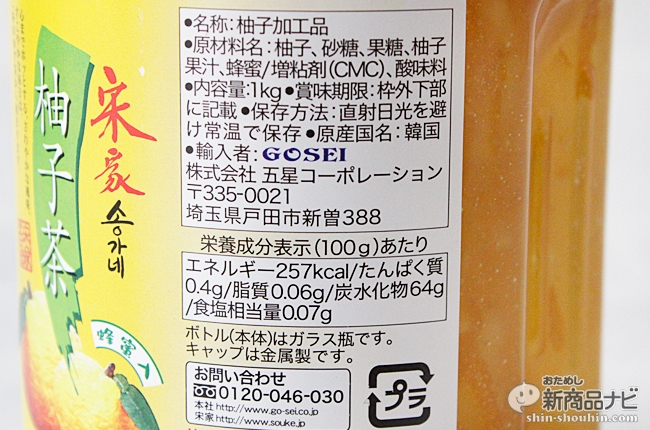 ●名称：柚子加工品
●原材料名：柚子、砂糖、果糖、柚子
果汁、蜂蜜/増粘剤(CMC)、酸味料
●内容量：1kg ●賞味期限：枠外下部
に記載 ●保存方法：直射日光を避
け常温で保存 ●原産国名：韓国
●輸入者：GOSEI
株式会社 五星コーポレーション
〒335-0021
埼玉県戸田市新曽388
栄養成分表示(100g)あたり
エネルギー257kcal/たんぱく質
0.4g/脂質0.06g/炭水化物64g
/食塩相当量0.07g
ボトル(本体)はガラス瓶です。
キャップは金属製です。
お問い合わせ
0120-046-030
本社 http://www.go-sei.co.jp
宋家 http://www.souke.jp
プラ
宋家
송가네
柚子茶
蜂蜜入
おためし
新商品ナビ
shin-shouhin.com